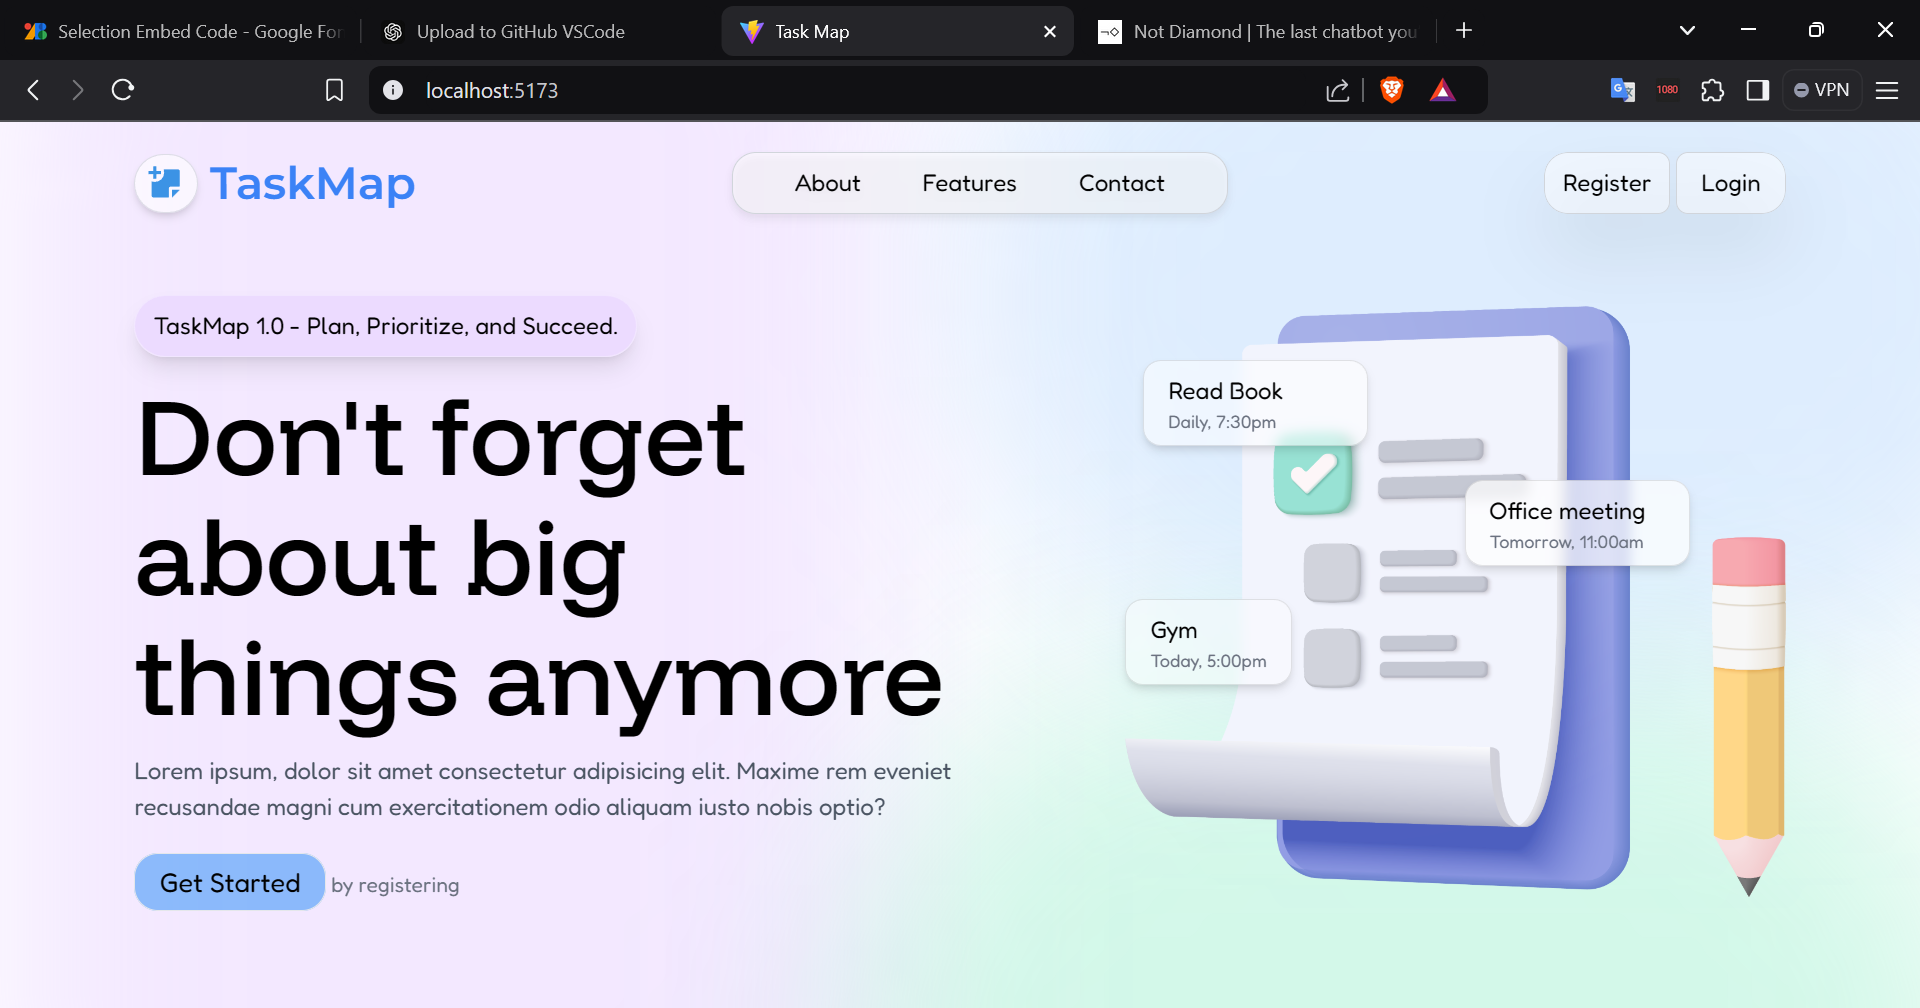 Selection Embed Code - Google For
Upload to GitHub VSCode
Task Map
Not Diamond | The last chatbot you
localhost:5173
1080
VPN
TaskMap
About
Features
Contact
Register
Login
TaskMap 1.0 - Plan, Prioritize, and Succeed.
Don't forget
about big
things anymore
Lorem ipsum, dolor sit amet consectetur adipisicing elit. Maxime rem eveniet
recusandae magni cum exercitationem odio aliquam iusto nobis optio?
Get Started
by registering
Read Book
Daily, 7:30pm
Office meeting
Tomorrow, 11:00am
Gym
Today, 5:00pm